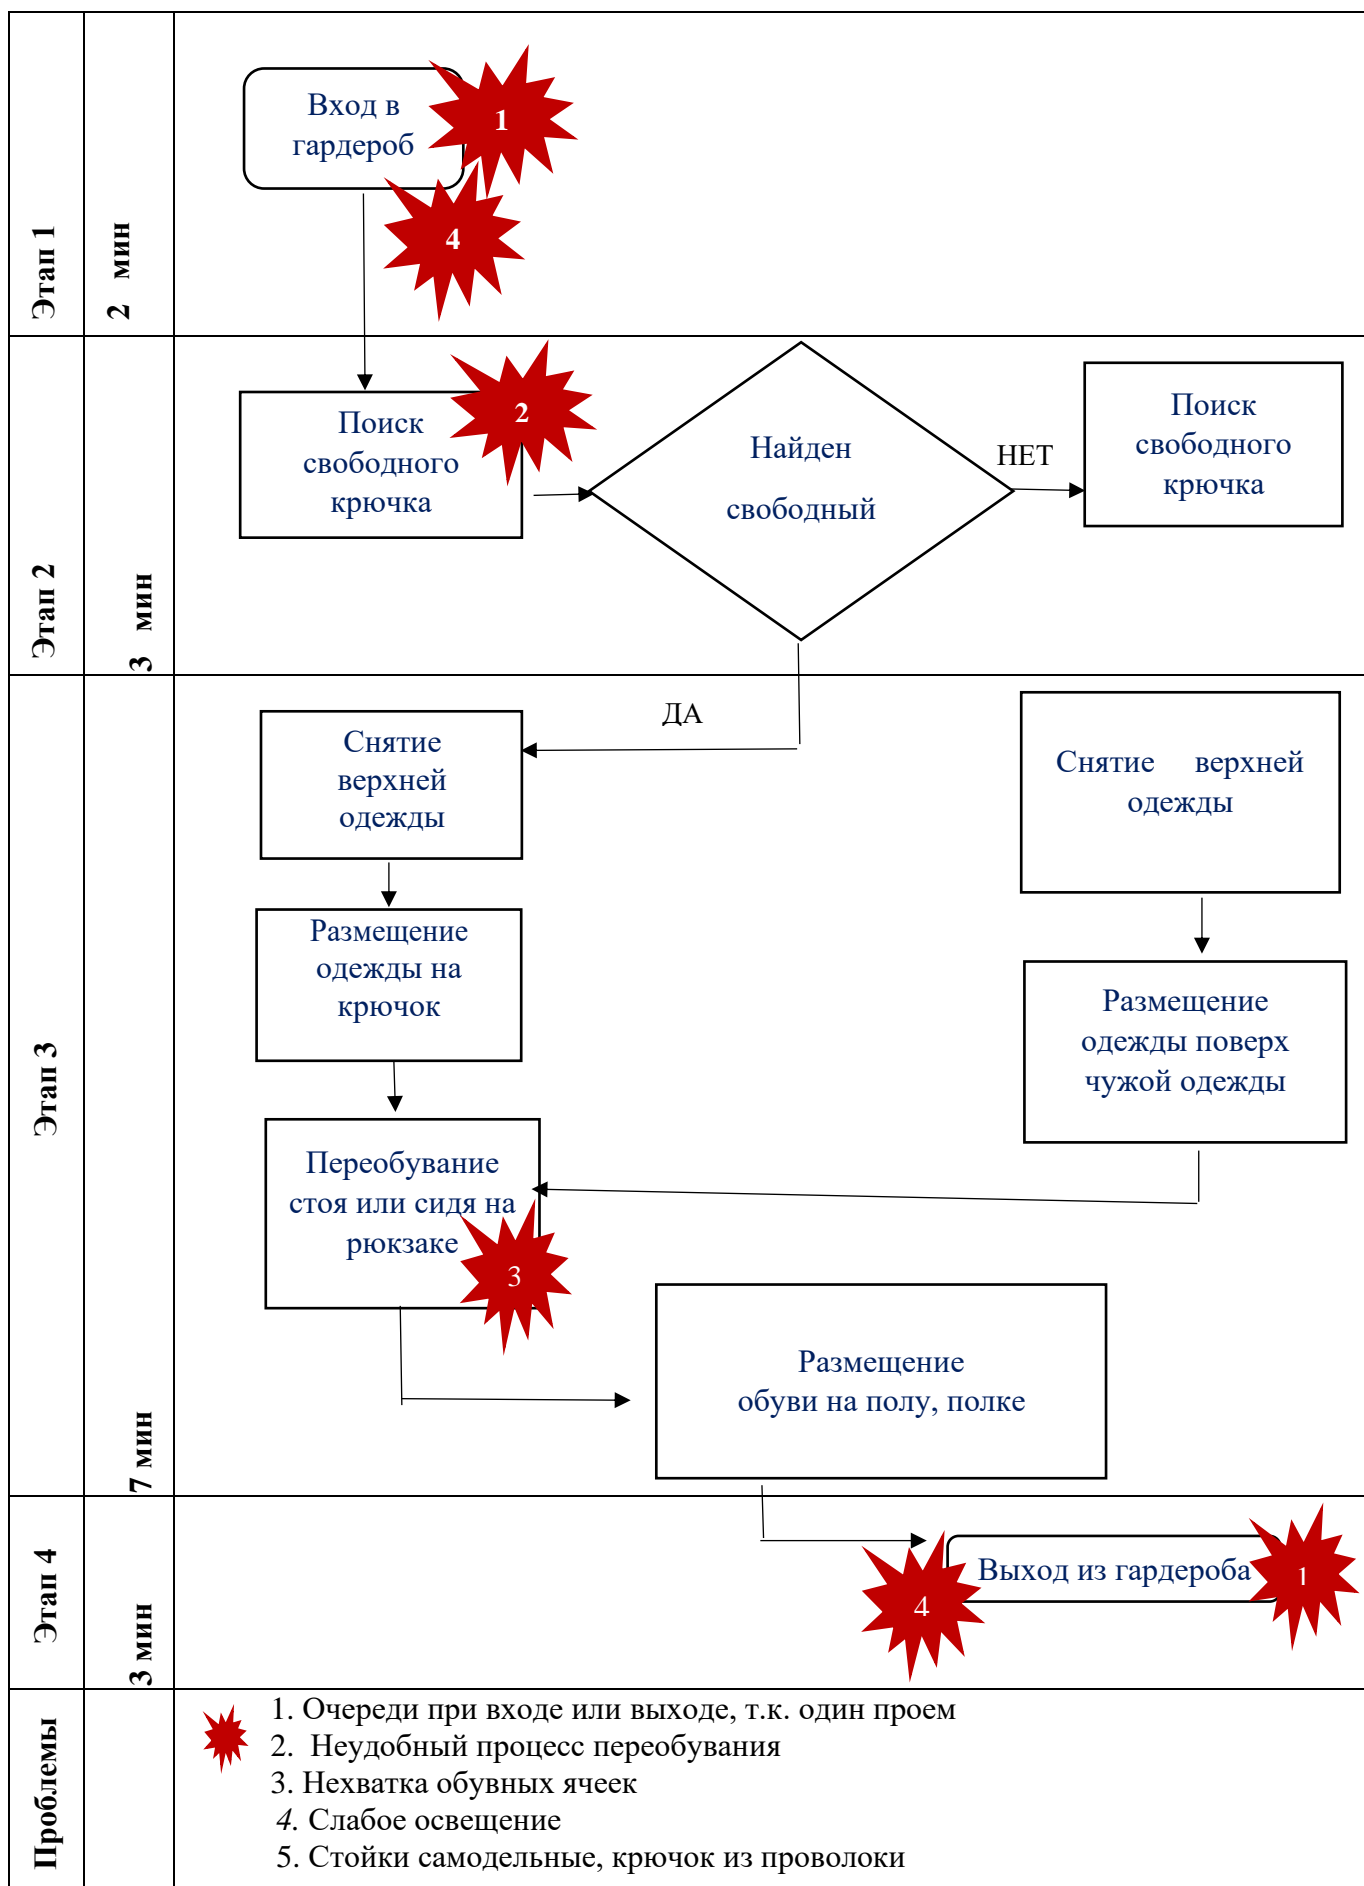 Этап 1
2 мин
Вход в
гардероб
1
4
Этап 2
3 мин
Поиск
свободного
крючка
2
Найден
свободный
НЕТ
Поиск
свободного
крючка
Этап 3
7 мин
ДА
Снятие
верхней
одежды
Снятие верхней
одежды
Размещение
одежды на
крючок
Размещение
одежды поверх
чужой одежды
Переобувание
стоя или сидя на
рюкзаке
3
Размещение
обуви на полу, полке
Этап 4
3 мин
4
Выход из гардероба
1
Проблемы
1. Очереди при входе или выходе, т.к. один проем
2. Неудобный процесс переобувания
3. Нехватка обувных ячеек
4. Слабое освещение
5. Стойки самодельные, крючок из проволоки